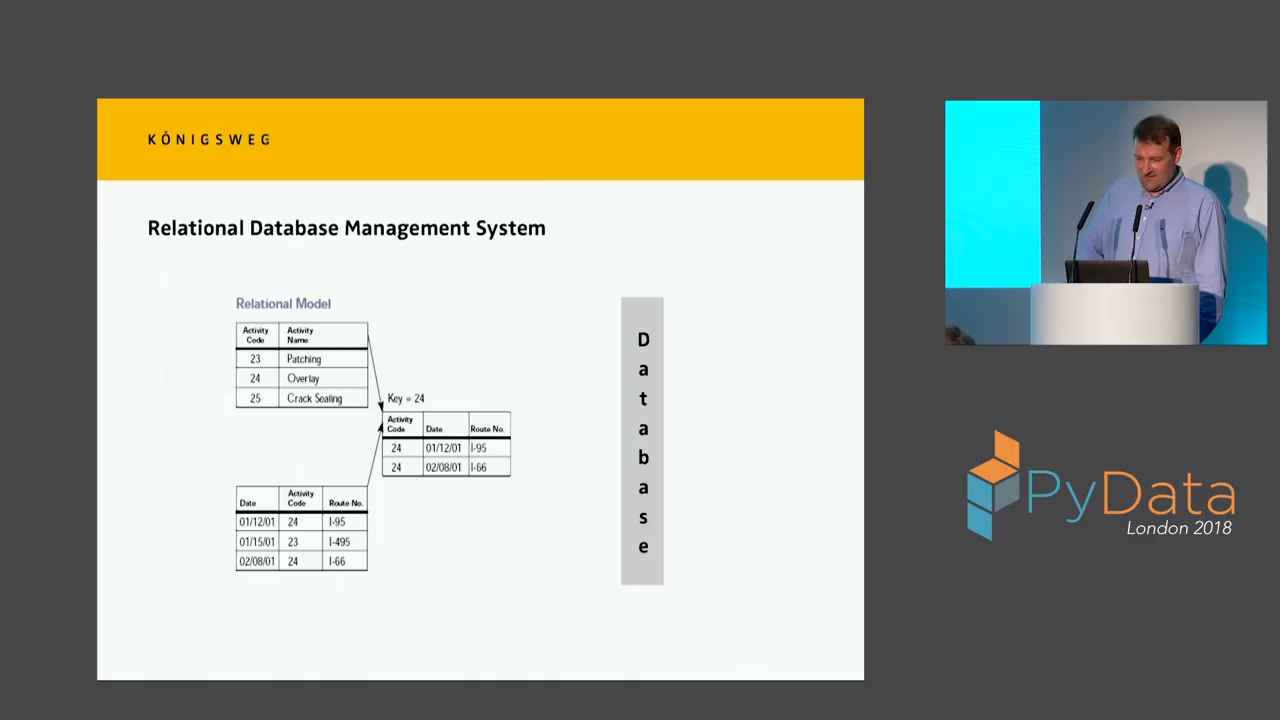 KÖNIGSWEG
Relational Database Management System
Relational Model
Activity Code Activity Name
23 Patching
24 Overlay
25 Crack Sealing
Key = 24
Activity Code Date Route No.
24 01/12/01 I-95
24 02/08/01 I-66
Date Activity Code Route No.
01/12/01 24 I-95
01/15/01 23 I-495
02/08/01 24 I-66
Database
PyData
London 2018